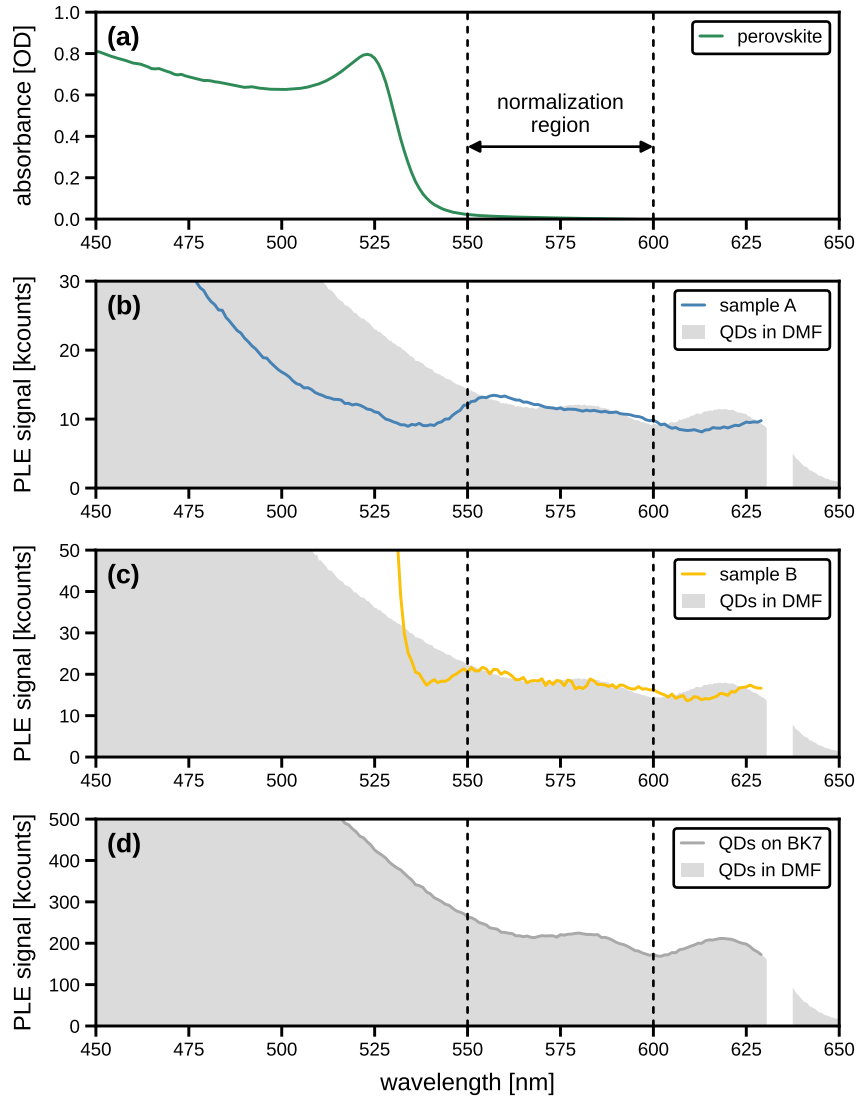 (a)
perovskite
normalization
region
absorbance [OD]
1.0
0.8
0.6
0.4
0.2
0.0
450 475 500 525 550 575 600 625 650
(b)
sample A
QDs in DMF
PLE signal [kcounts]
30
20
10
0
450 475 500 525 550 575 600 625 650
(c)
sample B
QDs in DMF
PLE signal [kcounts]
50
40
30
20
10
0
450 475 500 525 550 575 600 625 650
(d)
QDs on BK7
QDs in DMF
PLE signal [kcounts]
500
400
300
200
100
0
450 475 500 525 550 575 600 625 650
wavelength [nm]